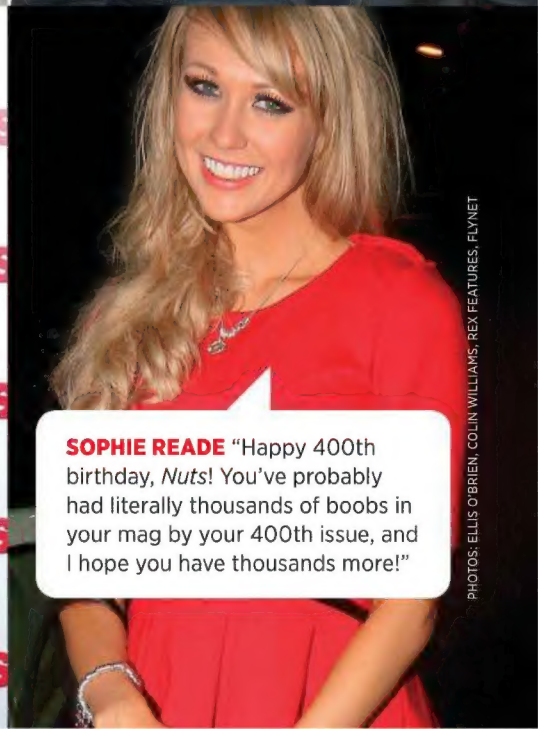 SOPHIE READE “Happy 400th
birthday, Nuts! You’ve probably
had literally thousands of boobs in
your mag by your 400th issue, and
I hope you have thousands more!”
PHOTOS: ELLIS O’BRIEN, COLIN WILLIAMS, REX FEATURES, FLYNET